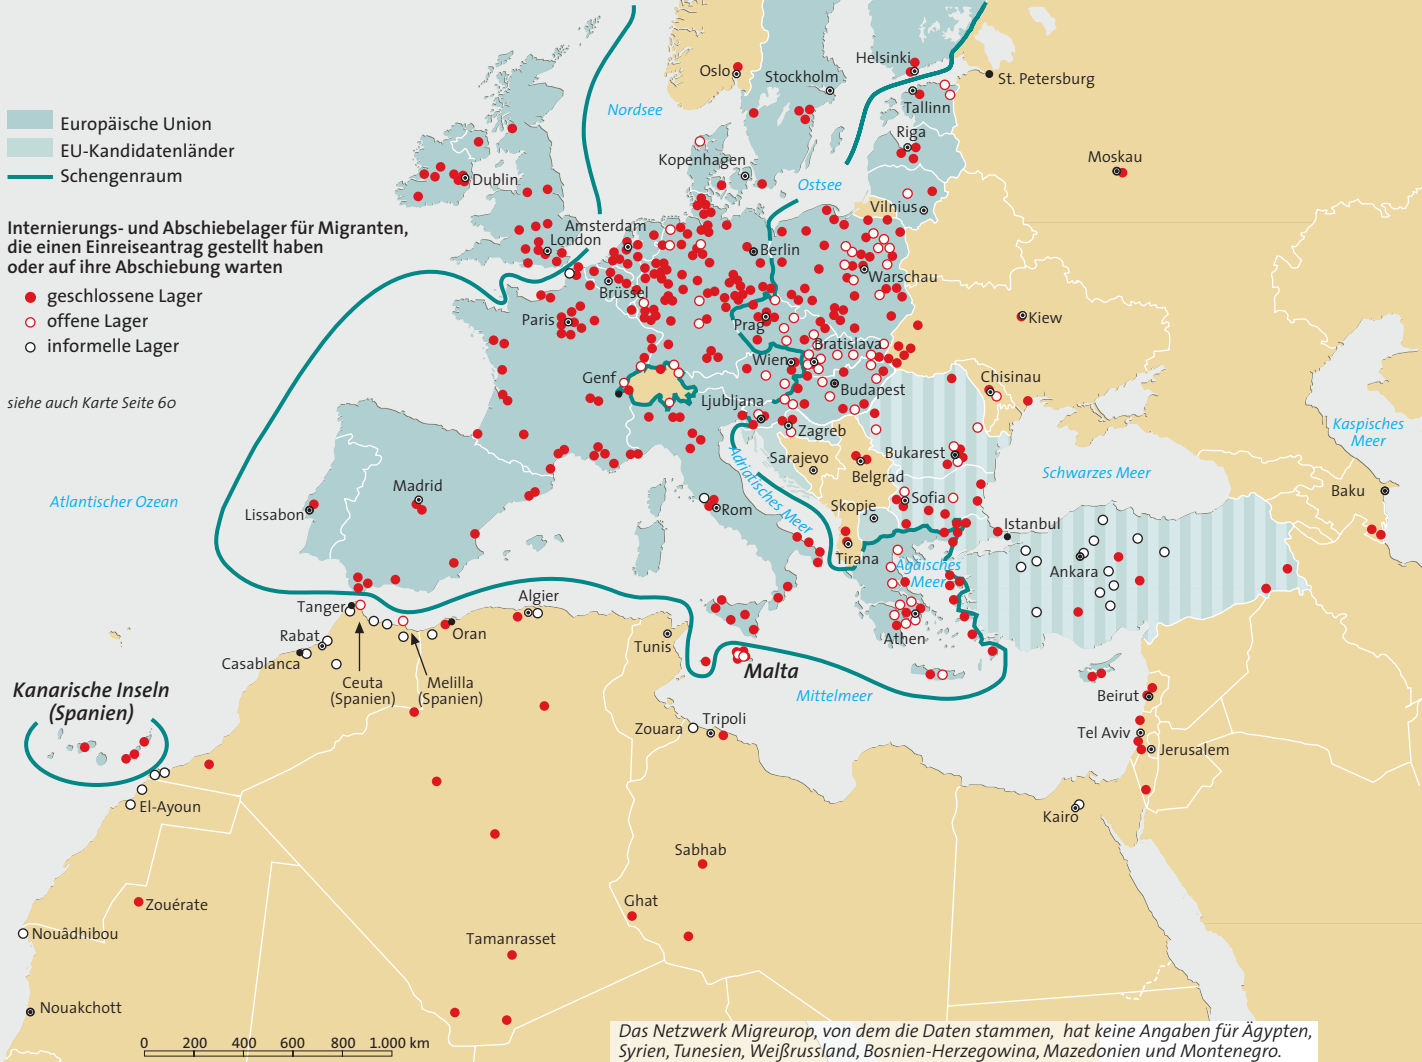 Europäische Union
EU-Kandidatenländer
Schengenraum
Internierungs- und Abschiebelager für Migranten,
die einen Einreiseantrag gestellt haben
oder auf ihre Abschiebung warten
geschlossene Lager
offene Lager
informelle Lager
siehe auch Karte Seite 60
Helsinki
Oslo
Stockholm
St. Petersburg
Nordsee
Tallinn
Riga
Kopenhagen
Moskau
Dublin
Ostsee
Vilnius
Amsterdam
London
Berlin
Warschau
Brüssel
Paris
Prag
Kiew
Bratislava
Wien
Genf
Chisinau
Budapest
Ljubljana
Zagreb
Kaspisches
Meer
Sarajevo
Bukarest
Adriatisches Meer
Belgrad
Schwarzes Meer
Madrid
Baku
Atlantischer Ozean
Sofia
Lissabon
Rom
Skopje
Istanbul
Tirana
Ägäisches
Meer
Ankara
Algier
Tanger
Oran
Rabat
Athen
Tunis
Casablanca
Malta
Ceuta
(Spanien)
Melilla
(Spanien)
Kanarische Inseln
(Spanien)
Mittelmeer
Beirut
Zouara
Tripoli
Tel Aviv
Jerusalem
El-Ayoun
Kairo
Sabhab
Zouérate
Ghat
Nouâdhibou
Tamanrasset
Nouakchott
0 200 400 600 800 1.000 km
Das Netzwerk Migreurop, von dem die Daten stammen, hat keine Angaben für Ägypten,
Syrien, Tunesien, Weißrussland, Bosnien-Herzegowina, Mazedonien und Montenegro.